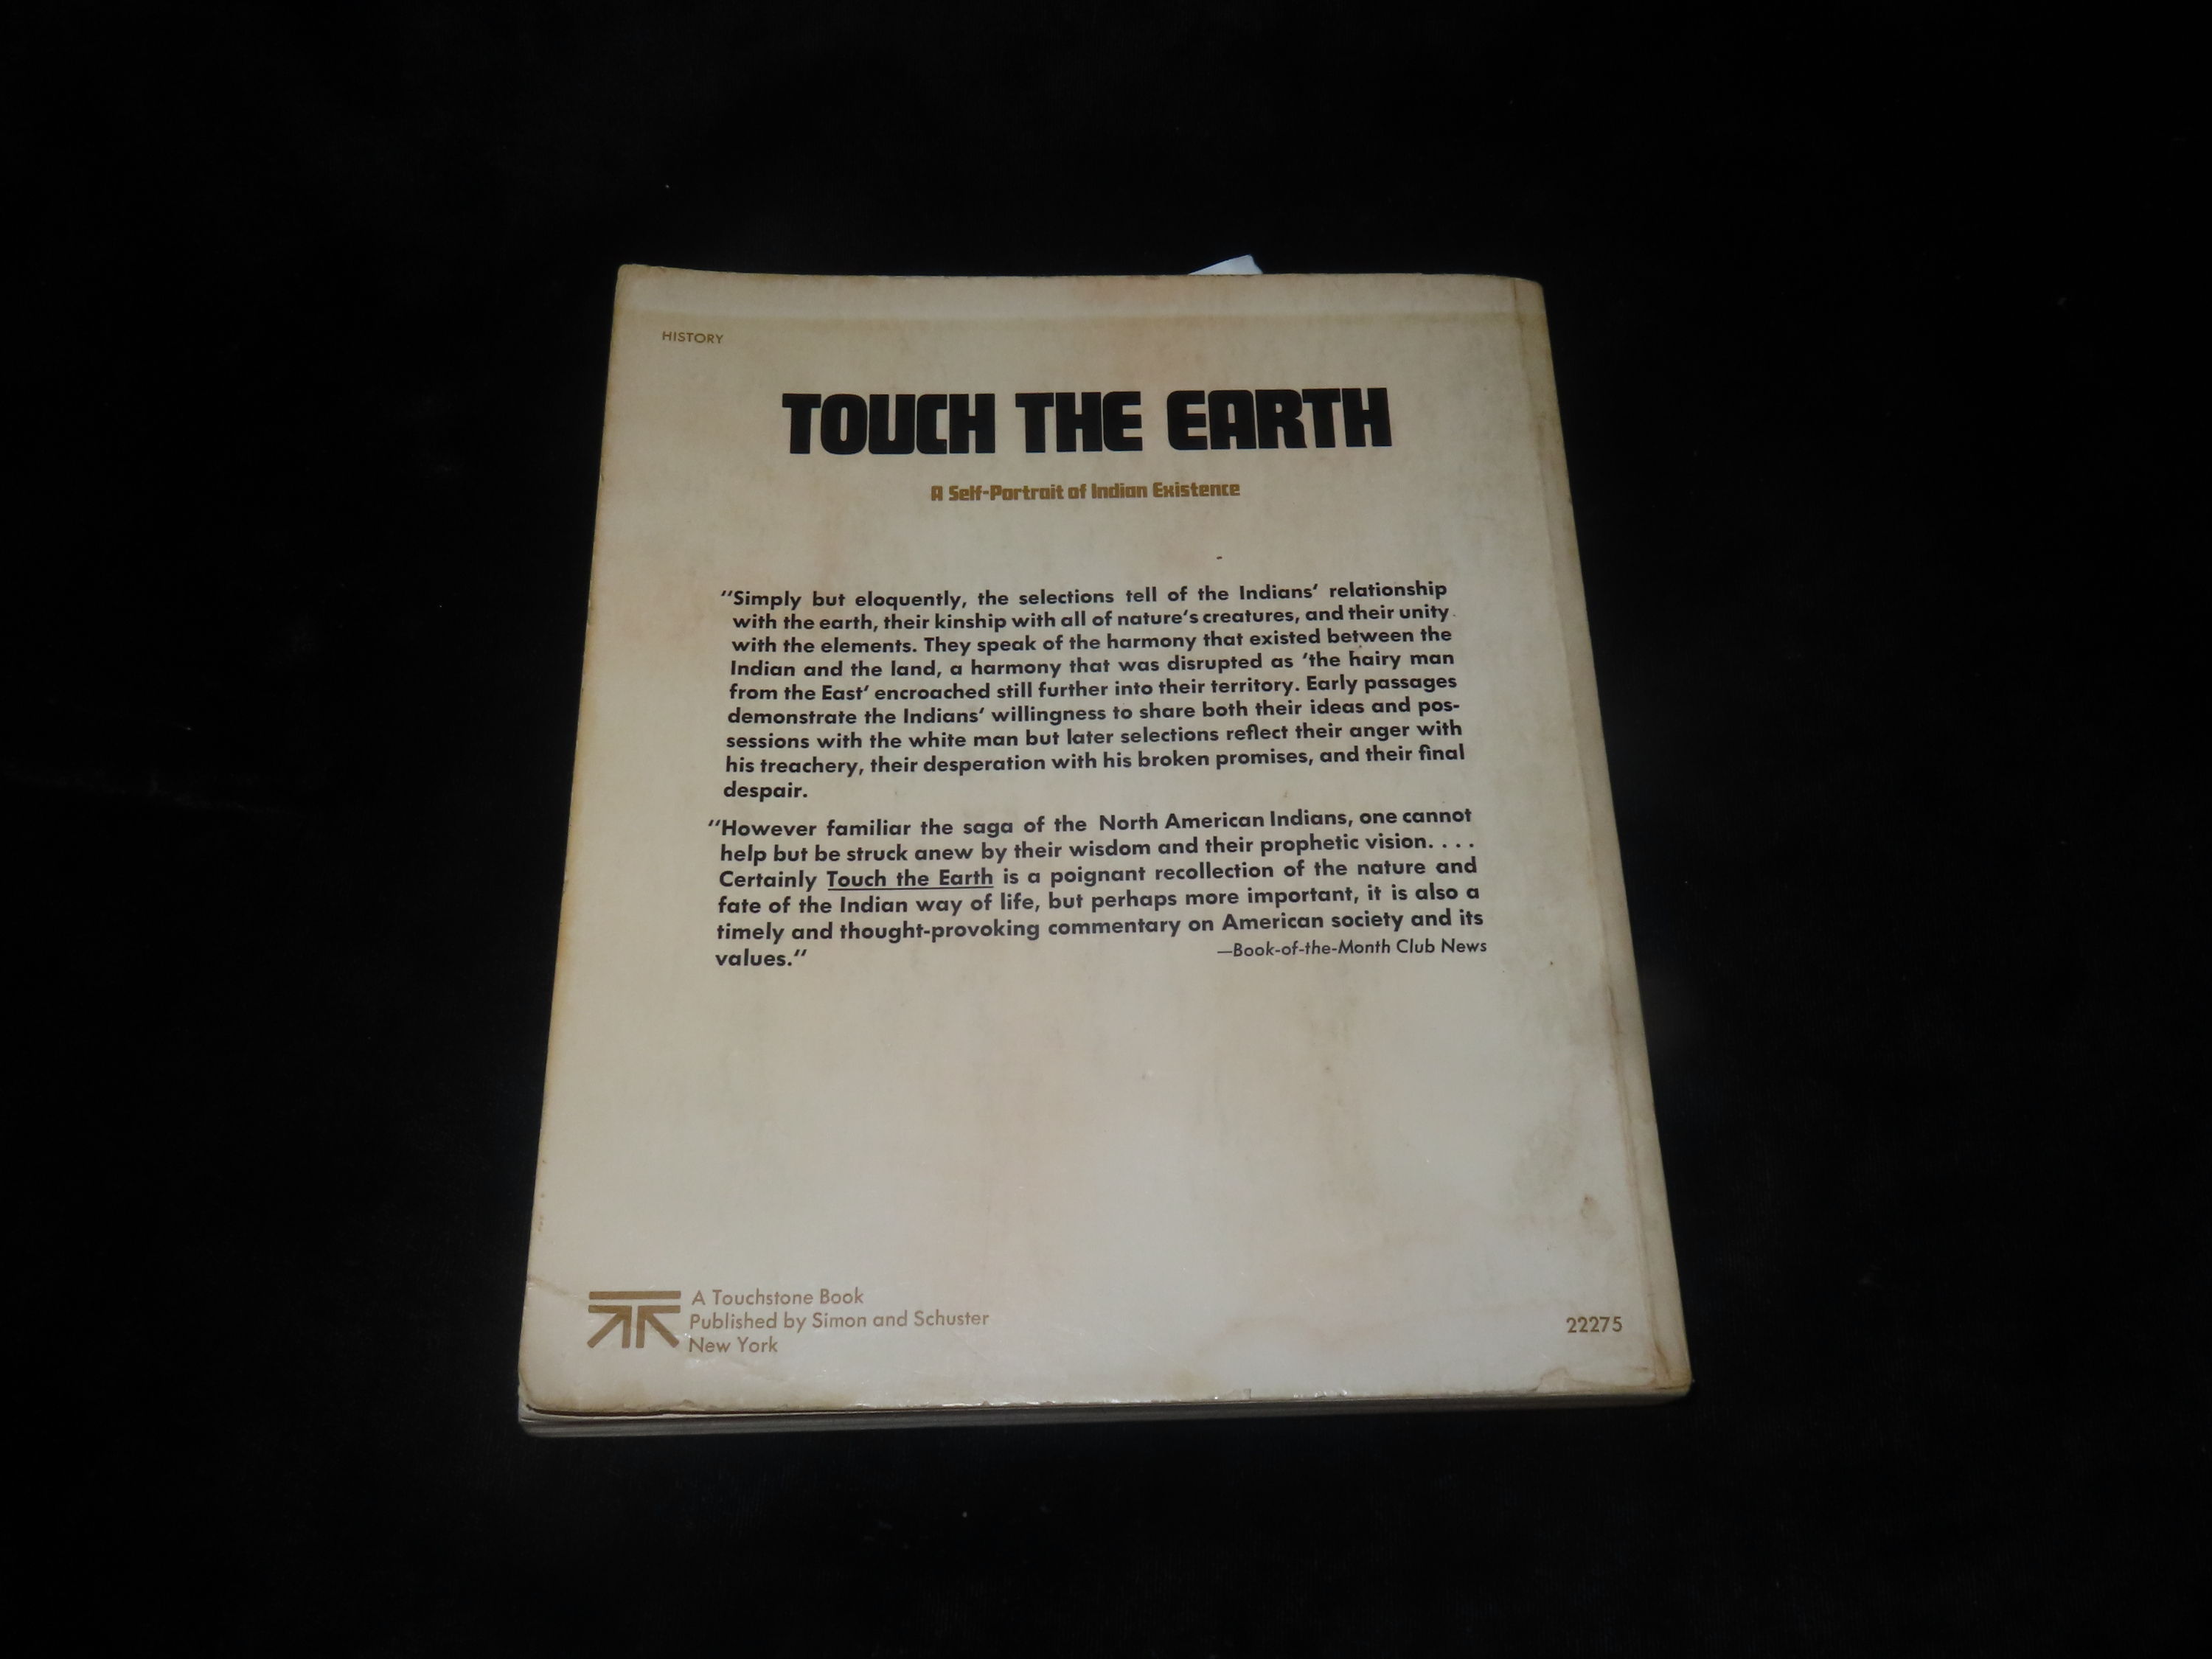 HISTORY
TOUCH THE EARTH
A Self-Portrait of Indian Existence
"Simply but eloquently, the selections tell of the Indians' relationship
with the earth, their kinship with all of nature's creatures, and their unity
with the elements. They speak of the harmony that existed between the
Indian and the land, a harmony that was disrupted as 'the hairy man
from the East' encroached still further into their territory. Early passages
demonstrate the Indians' willingness to share both their ideas and pos-
sessions with the white man but later selections reflect their anger with
his treachery, their desperation with his broken promises, and their final
despair.
"However familiar the saga of the North American Indians, one cannot
help but be struck anew by their wisdom and their prophetic vision. . . .
Certainly Touch the Earth is a poignant recollection of the nature and
fate of the Indian way of life, but perhaps more important, it is also a
timely and thought-provoking commentary on American society and its
values."
—Book-of-the-Month Club News
A Touchstone Book
Published by Simon and Schuster
New York
22275